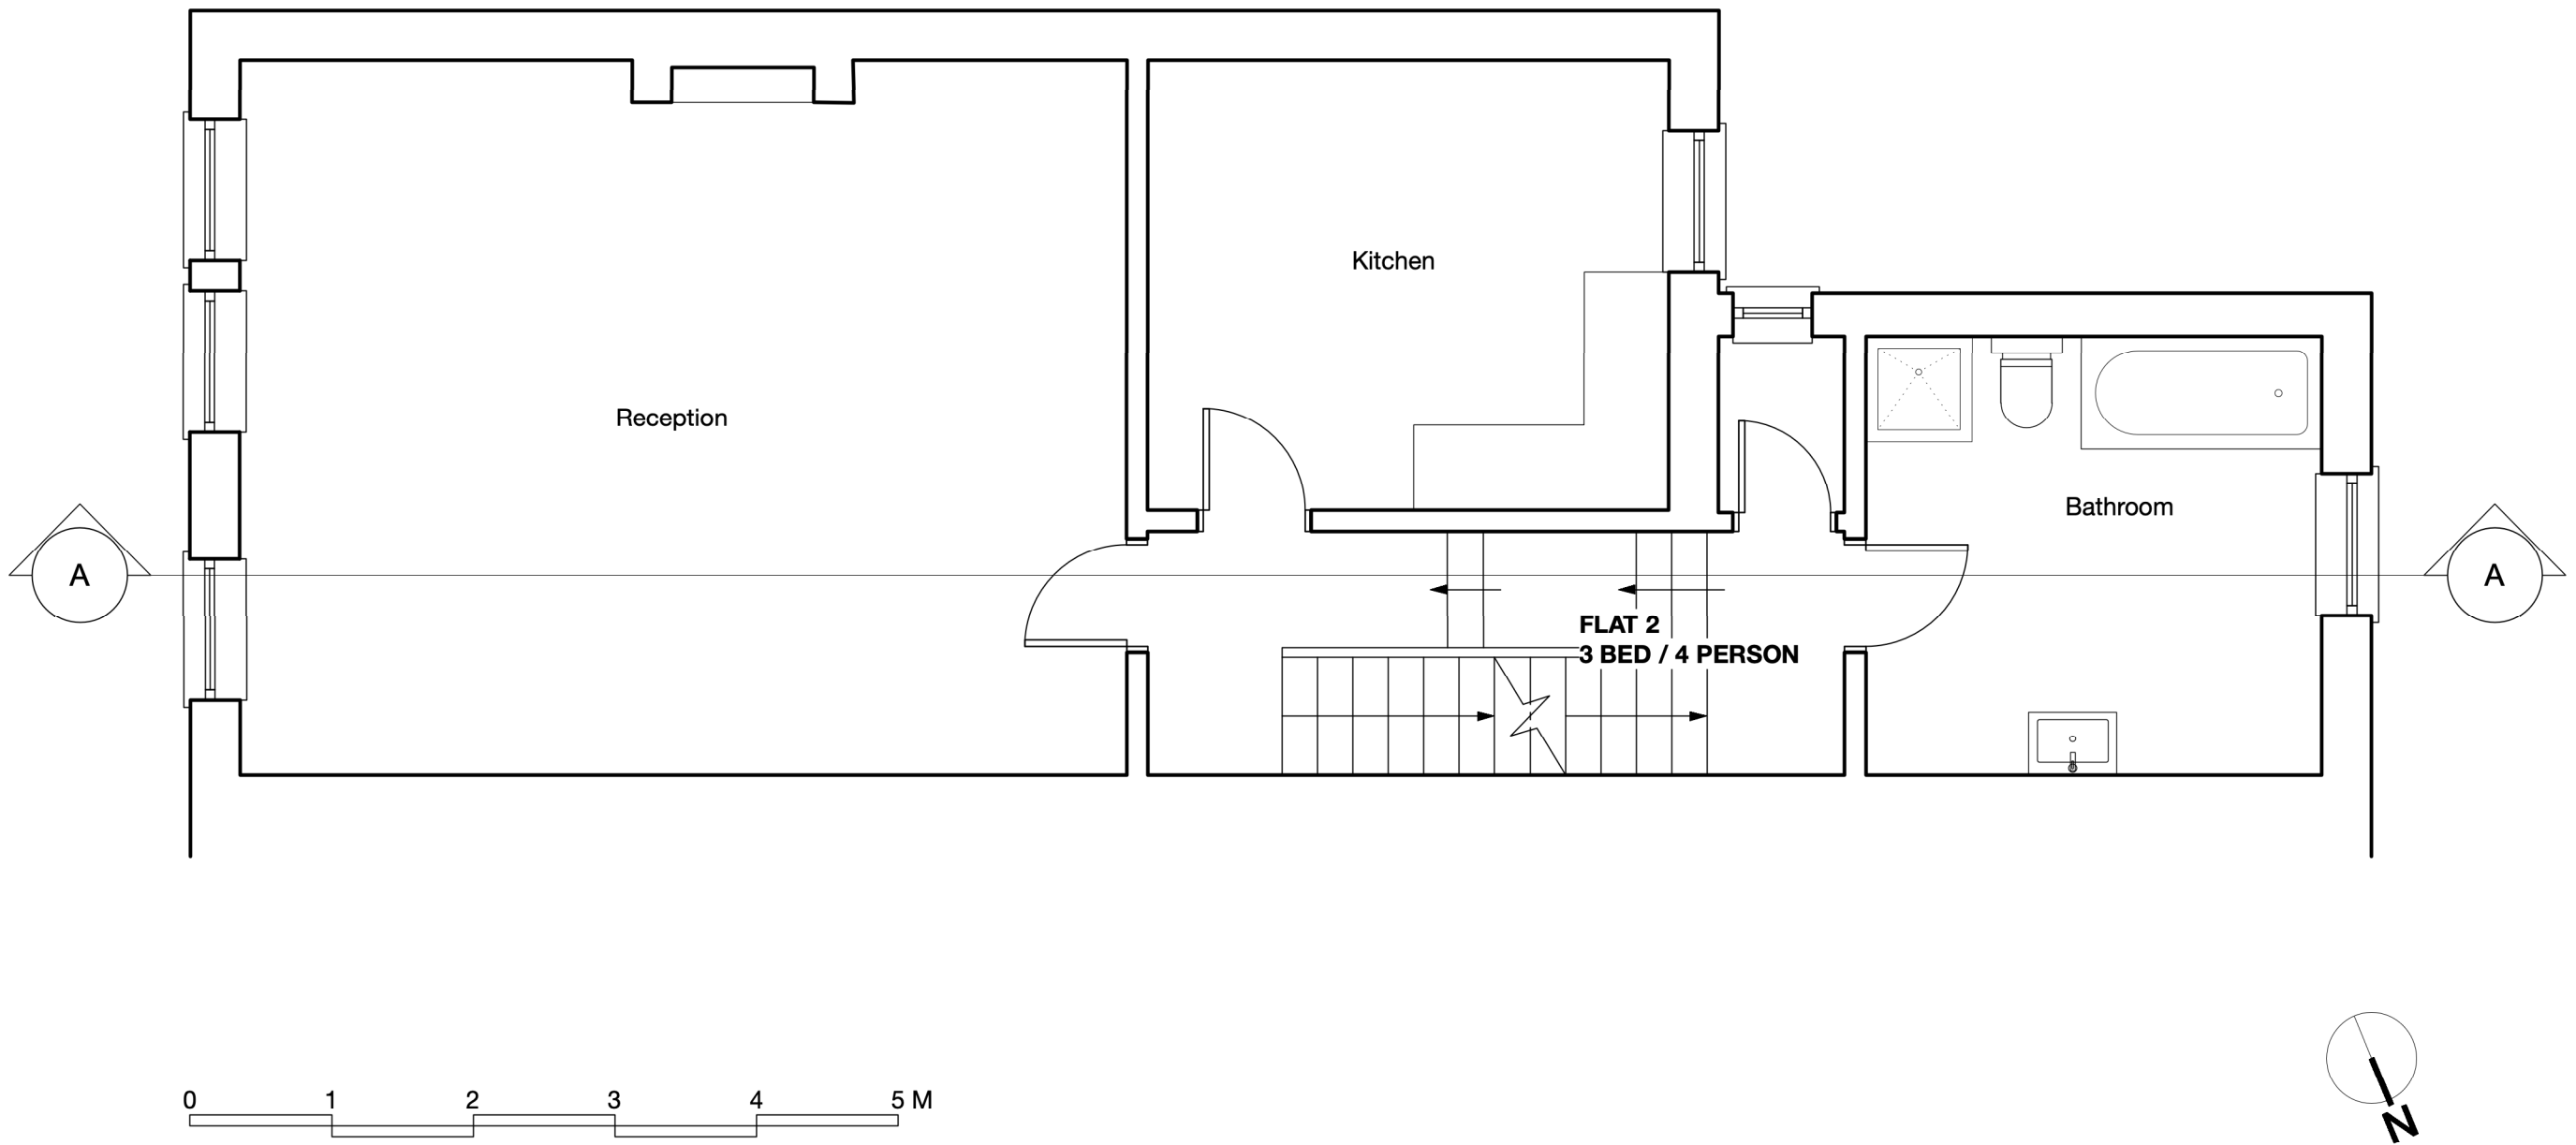 Kitchen
Reception
Bathroom
A
A
FLAT 2
3 BED / 4 PERSON
0 1 2 3 4 5 M
N